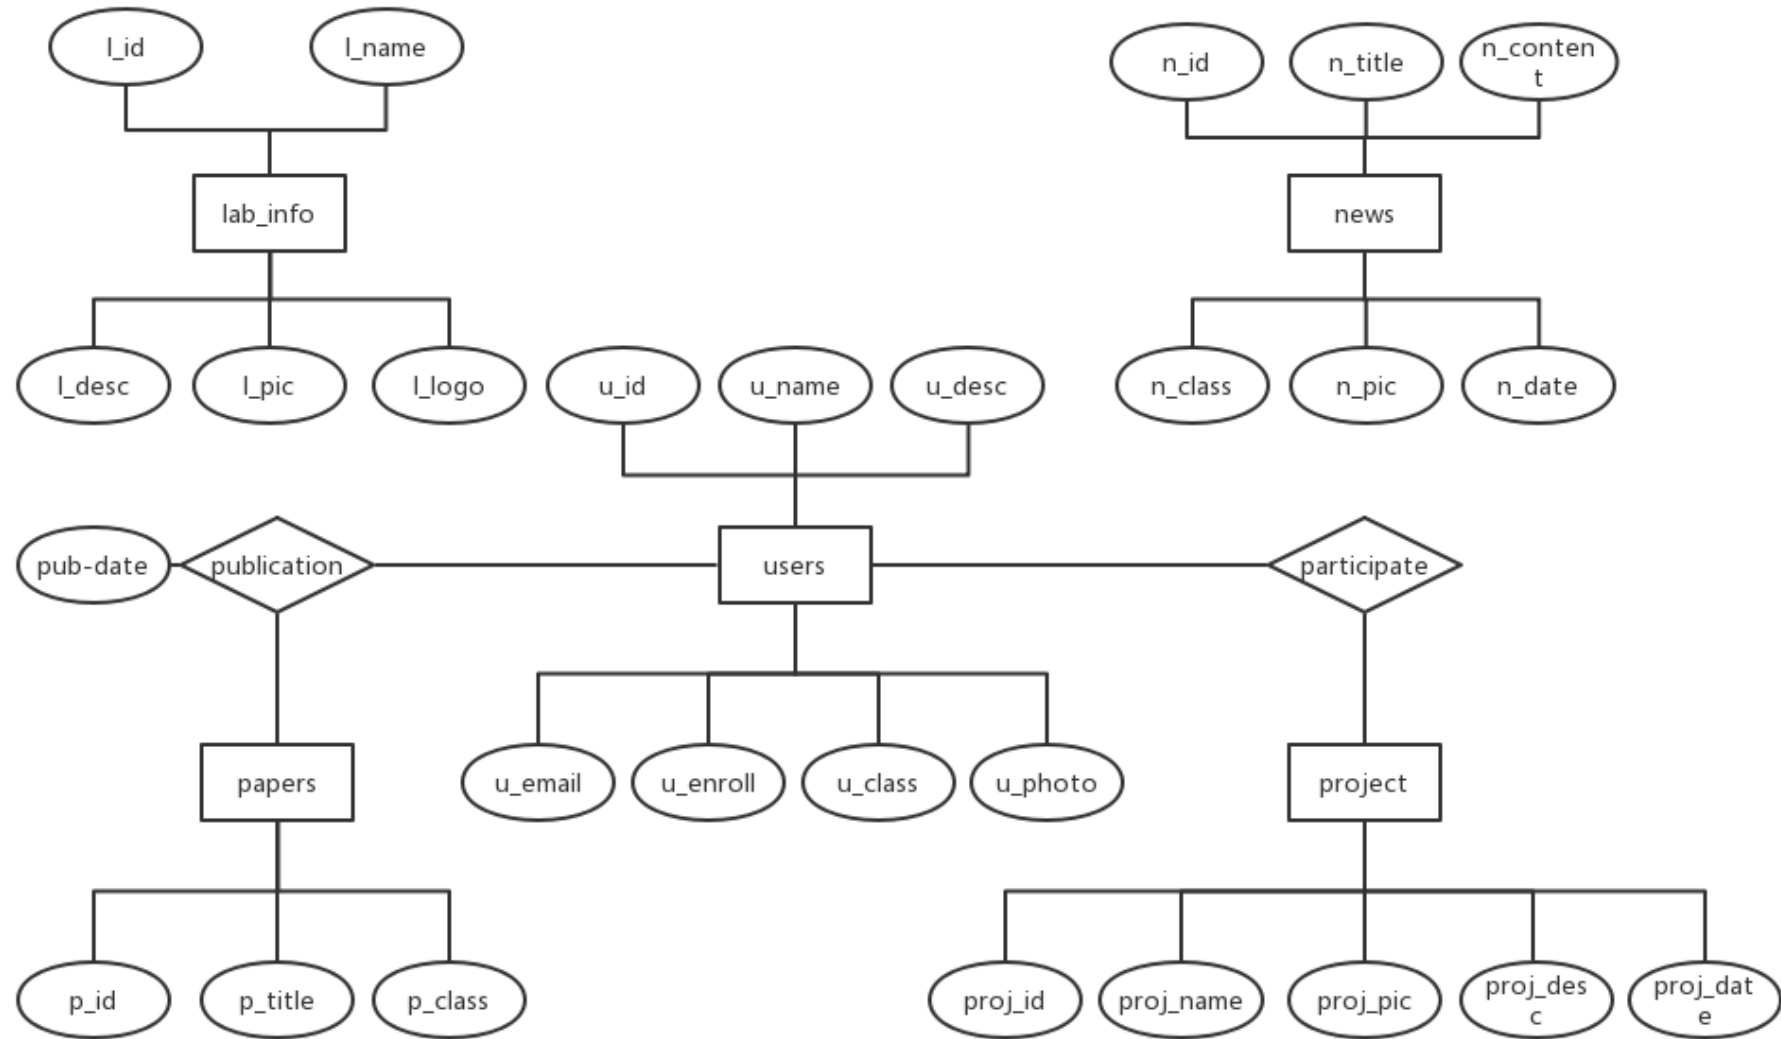 l_id
l_name
n_id
n_title
n_conten
t
lab_info
news
l_desc
l_pic
l_logo
u_id
u_name
u_desc
n_class
n_pic
n_date
pub-date
publication
users
participate
papers
u_email
u_enroll
u_class
u_photo
project
p_id
p_title
p_class
proj_id
proj_name
proj_pic
proj_des
c
proj_dat
e